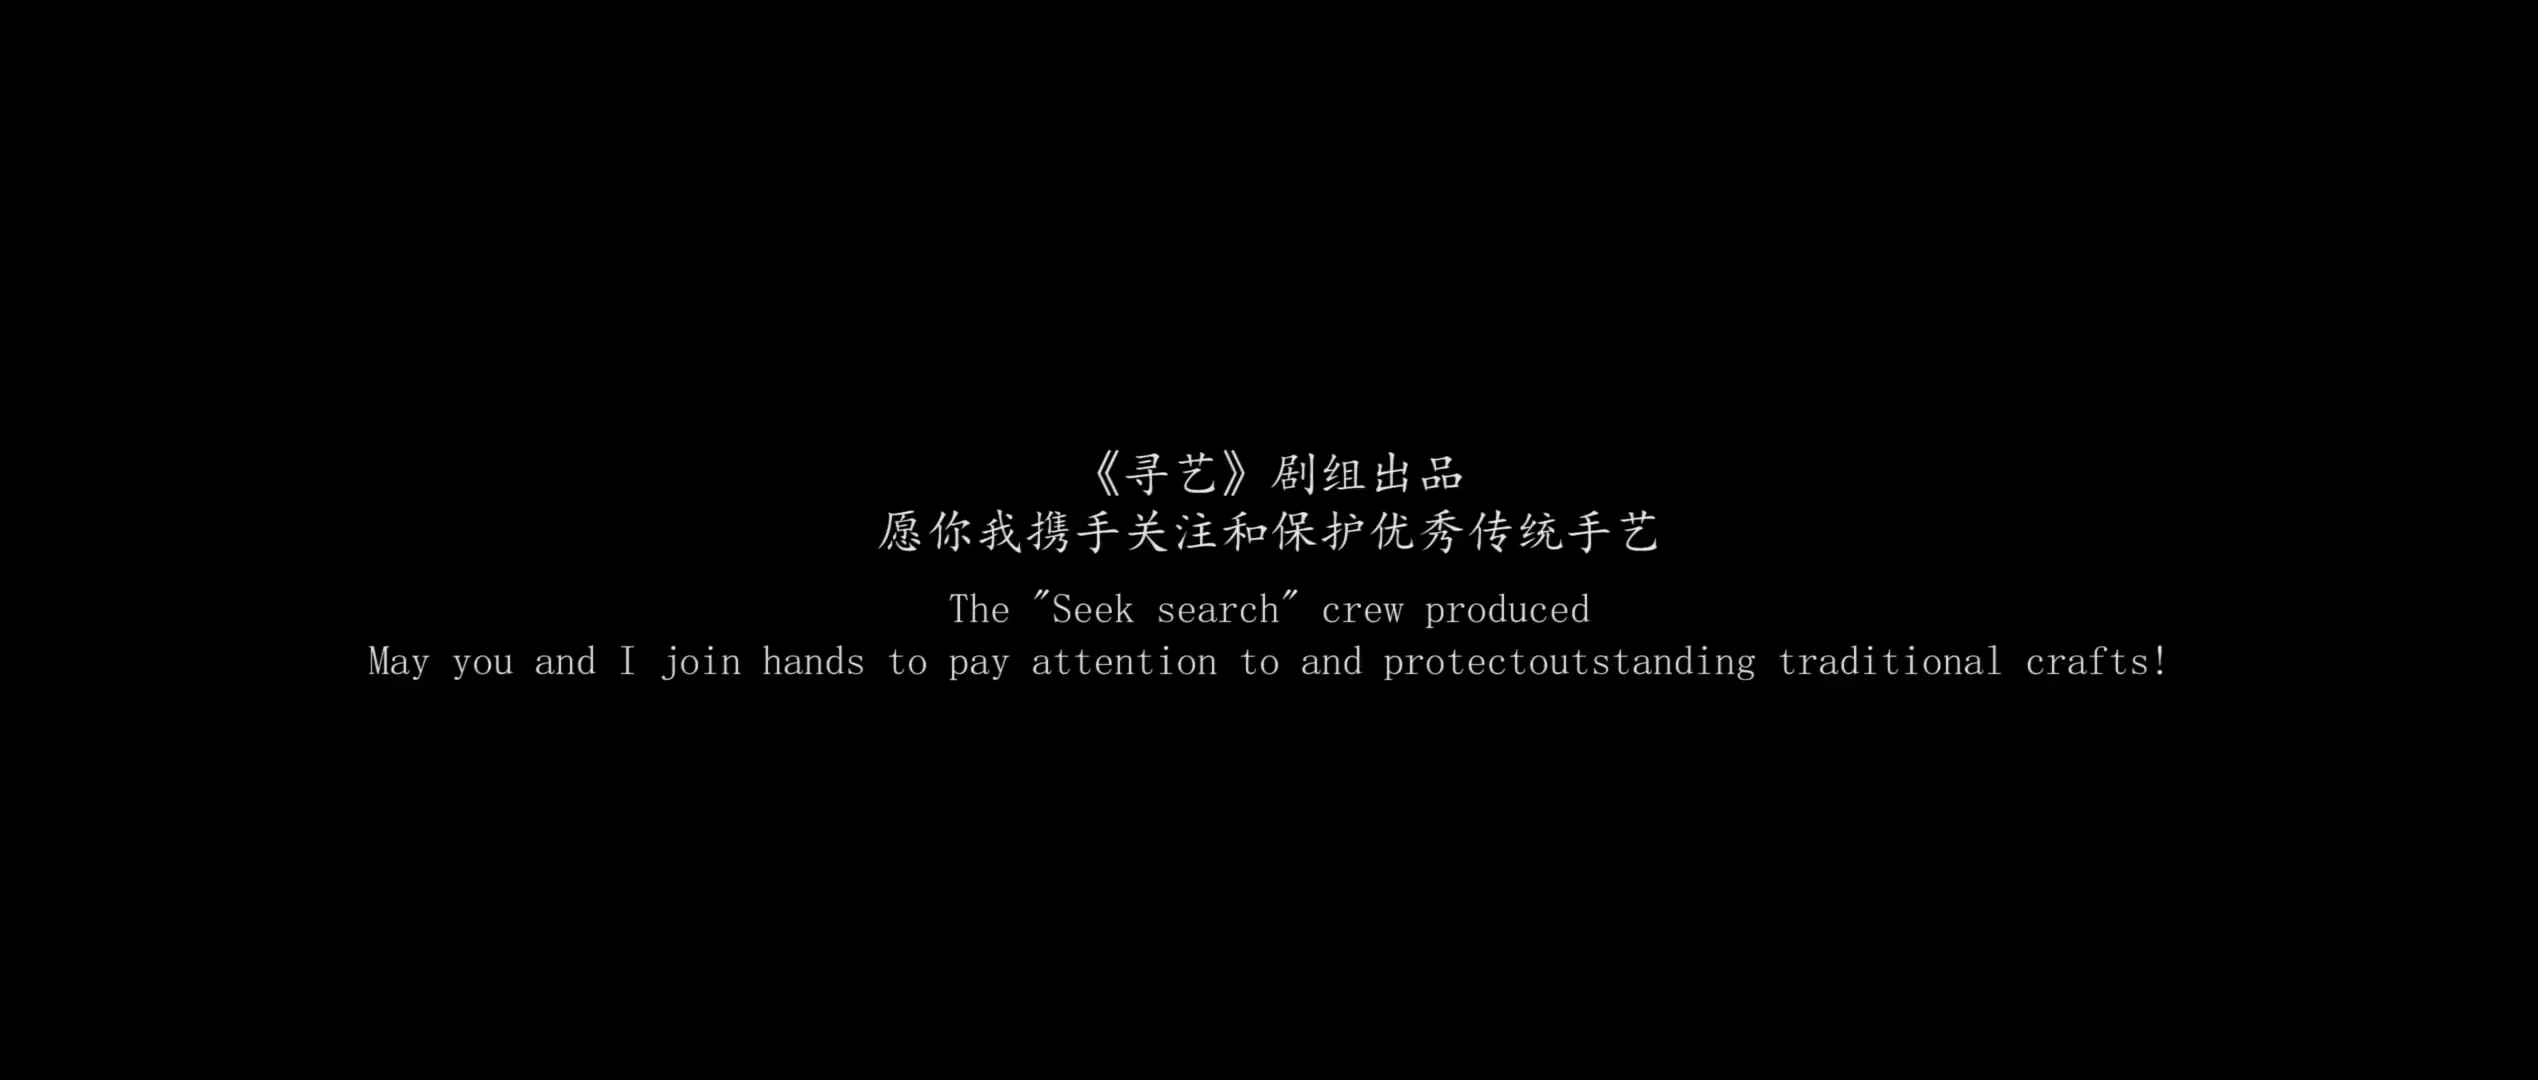 《寻艺》剧组出品
愿你我携手关注和保护优秀传统手艺
The "Seek search" crew produced
May you and I join hands to pay attention to and protectoutstanding traditional crafts!